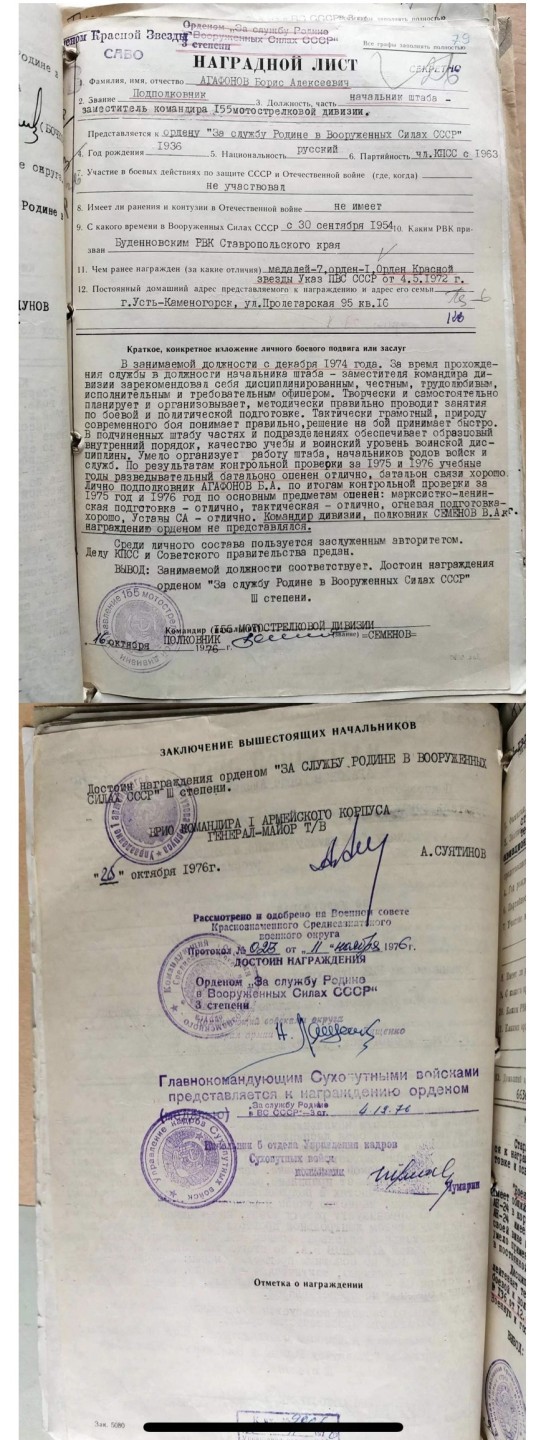 Орденом „За службу Родине
в Вооруженных Силах СССР"
3 степени
Красной Звезды
САВО
Все графы заполнять полностью
79
СЕКРЕТНО
НАГРАДНОЙ ЛИСТ
1. Фамилия, имя, отчество АГАФОНОВ Борис Алексеевич
2. Звание Подполковник 3. Должность, часть начальник штаба -
заместитель командира 155мотострелковой дивизии.
Представляется к ордену "За службу Родине в Вооруженных Силах СССР"
4. Год рождения 1936 5. Национальность русский 6. Партийность чл.КПСС с 1963
7. Участие в боевых действиях по защите СССР и Отечественной войне (где, когда)
не участвовал
8. Имеет ли ранения и контузии в Отечественной войне не имеет
9. С какого времени в Вооруженных Силах СССР с 30 сентября 1954 10. Каким РВК при-
зван Буденновским РВК Ставропольского края
11. Чем ранее награжден (за какие отличия) медалей-7, орден-1, Орден Красной
звезды Указ ПВС СССР от 4.5.1972 г.
12. Постоянный домашний адрес представляемого к награждению и адрес его семьи
г.Усть-Каменогорск, ул.Пролетарская 95 кв.16
Краткое, конкретное изложение личного боевого подвига или заслуг
В занимаемой должности с декабря 1974 года. За время прохожде-
ния службы в должности начальника штаба - заместителя командира ди-
визии зарекомендовал себя дисциплинированным, честным, трудолюбивым,
исполнительным и требовательным офицером. Творчески и самостоятельно
планирует и организовывает, методически правильно проводит занятия
по боевой и политической подготовке. Тактически грамотный, природу
современного боя понимает правильно, решение на бой принимает быстро.
В подчиненных штабу частях и подразделениях обеспечивает образцовый
внутренний порядок, качество учебы и воинский уровень воинской дис-
циплины. Умело организует работу штаба, начальников родов войск и
служб. По результатам контрольной проверки за 1975 и 1976 учебные
годы разведывательный батальоно оценен отлично, батальон связи хорошо.
Лично подполковник АГАФОНОВ Б.А. по итогам контрольной проверки за
1975 год и 1976 год по основным предметам оценен: марксистко-ленин-
ская подготовка - отлично, тактическая - отлично, огневая подготовка-
хорошо, Уставы СА - отлично. Командир дивизии, полковник СЕМЕНОВ В.А. к
награждению орденом не представлялся.
Среди личного состава пользуется заслуженным авторитетом.
Делу КПСС и Советского правительства предан.
ВЫВОД: Занимаемой должности соответствует. Достоин награждения
орденом "За службу Родине в Вооруженных Силах СССР"
Ш степени.
Командир 155 МОТОСТРЕЛКОВОЙ ДИВИЗИИ
ПОЛКОВНИК (звание) =СЕМЕНОВ=
16 октября 1976 г.
ЗАКЛЮЧЕНИЕ ВЫШЕСТОЯЩИХ НАЧАЛЬНИКОВ
Достоин награждения орденом "ЗА СЛУЖБУ РОДИНЕ В ВООРУЖЕННЫХ
СИЛАХ СССР" Ш степени.
ВРИО КОМАНДИРА 1 АРМЕЙСКОГО КОРПУСА
ГЕНЕРАЛ-МАЙОР Т/В
А.СУЯТИНОВ
"26" октября 1976г.
Рассмотрено и одобрено на Военном совете
Краснознаменного Среднеазиатского
военного округа
Протокол № 023 от „11" ноября 1976г.
ДОСТОИН НАГРАЖДЕНИЯ
Орденом „За службу Родине
в Вооруженных Силах СССР"
3 степени
Главнокомандующим Сухопутными войсками
представляется к награждению орденом
(медалью) „За службу Родине
в ВС СССР"-3 ст. 4.12.76
Начальник 5 отдела Управления кадров
Сухопутных войск
полковник
Чумарин
Отметка о награждении
Зак. 5080